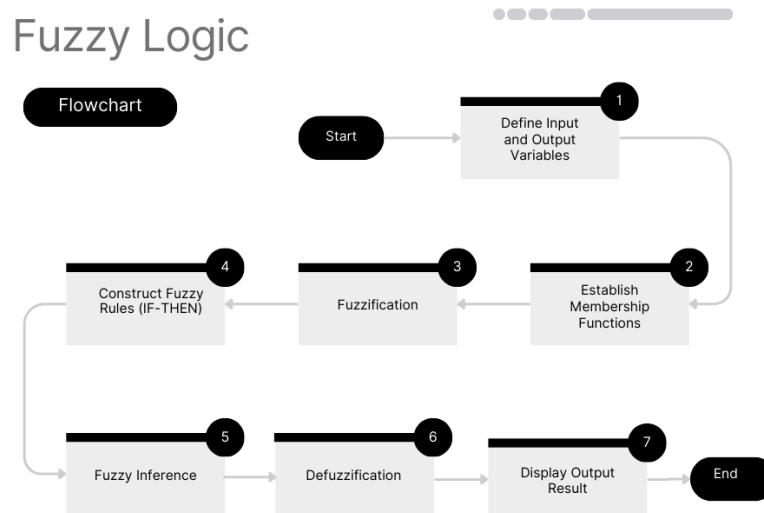 Fuzzy Logic
Flowchart
Start
1
Define Input
and Output
Variables
2
Establish
Membership
Functions
3
Fuzzification
4
Construct Fuzzy
Rules (IF-THEN)
5
Fuzzy Inference
6
Defuzzification
7
Display Output
Result
End